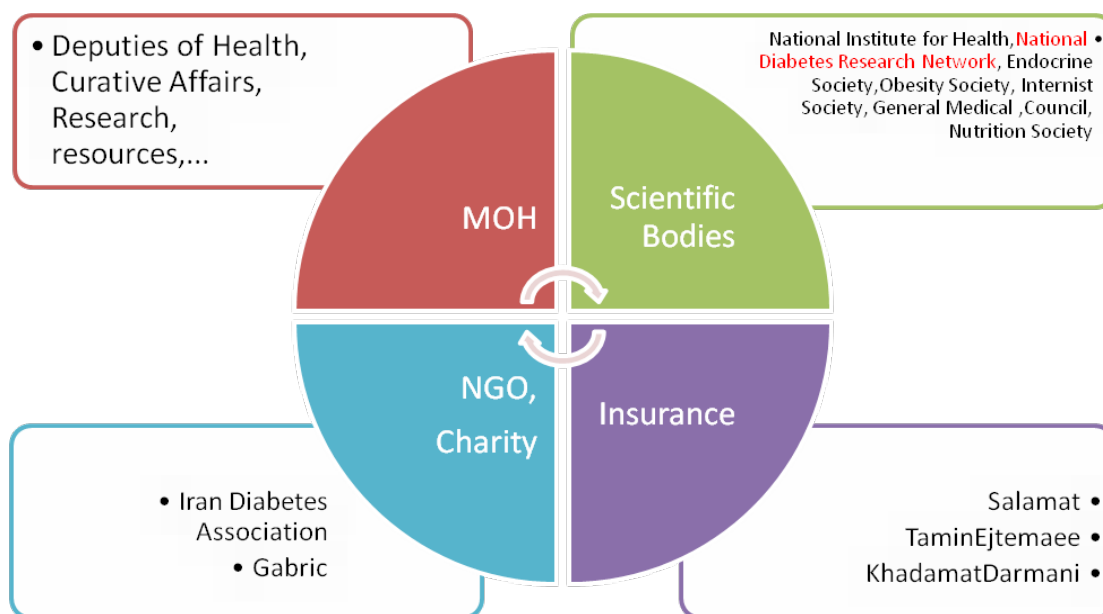 • Deputies of Health,
Curative Affairs,
Research,
resources,...
National Institute for Health,National •
Diabetes Research Network, Endocrine
Society,Obesity Society, Internist
Society, General Medical ,Council,
Nutrition Society
MOH
Scientific
Bodies
NGO,
Charity
Insurance
• Iran Diabetes
Association
• Gabric
Salamat •
TaminEjtemaee •
KhadamatDarmani •